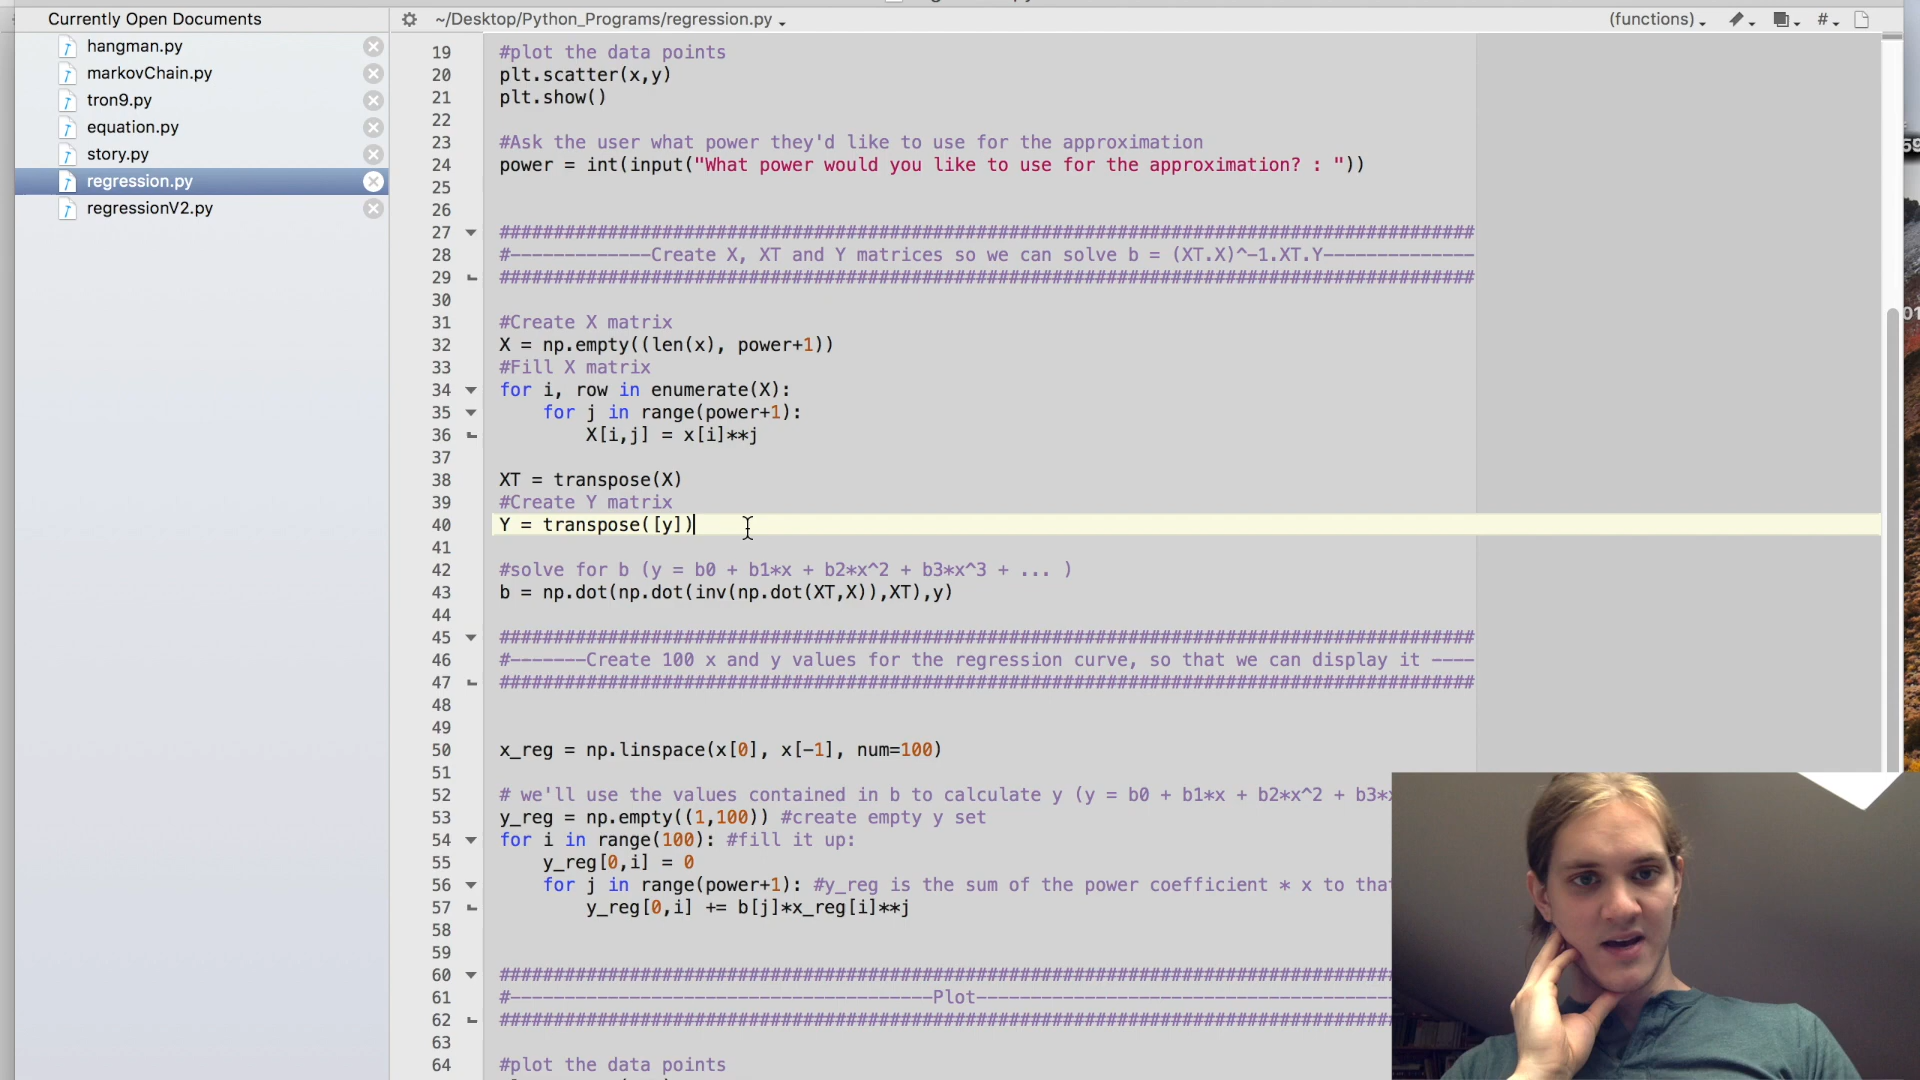 Currently Open Documents
~/Desktop/Python_Programs/regression.py
(functions)
#
hangman.py
markovChain.py
tron9.py
equation.py
story.py
regression.py
regressionV2.py
19 #plot the data points
20 plt.scatter(x,y)
21 plt.show()
22
23 #Ask the user what power they'd like to use for the approximation
24 power = int(input("What power would you like to use for the approximation? : "))
25
26
27 ##########################################################################################
28 #-------------Create X, XT and Y matrices so we can solve b = (XT.X)^-1.XT.Y--------------
29 ##########################################################################################
30
31 #Create X matrix
32 X = np.empty((len(x), power+1))
33 #Fill X matrix
34 for i, row in enumerate(X):
35 for j in range(power+1):
36 X[i,j] = x[i]**j
37
38 XT = transpose(X)
39 #Create Y matrix
40 Y = transpose([y])
41
42 #solve for b (y = b0 + b1*x + b2*x^2 + b3*x^3 + ... )
43 b = np.dot(np.dot(inv(np.dot(XT,X)),XT),y)
44
45 ##########################################################################################
46 #-------Create 100 x and y values for the regression curve, so that we can display it ----
47 ##########################################################################################
48
49
50 x_reg = np.linspace(x[0], x[-1], num=100)
51
52 # we'll use the values contained in b to calculate y (y = b0 + b1*x + b2*x^2 + b3*x
53 y_reg = np.empty((1,100)) #create empty y set
54 for i in range(100): #fill it up:
55 y_reg[0,i] = 0
56 for j in range(power+1): #y_reg is the sum of the power coefficient * x to that
57 y_reg[0,i] += b[j]*x_reg[i]**j
58
59
60 ##################################################################################
61 #---------------------------------------Plot--------------------------------------
62 ##################################################################################
63
64 #plot the data points